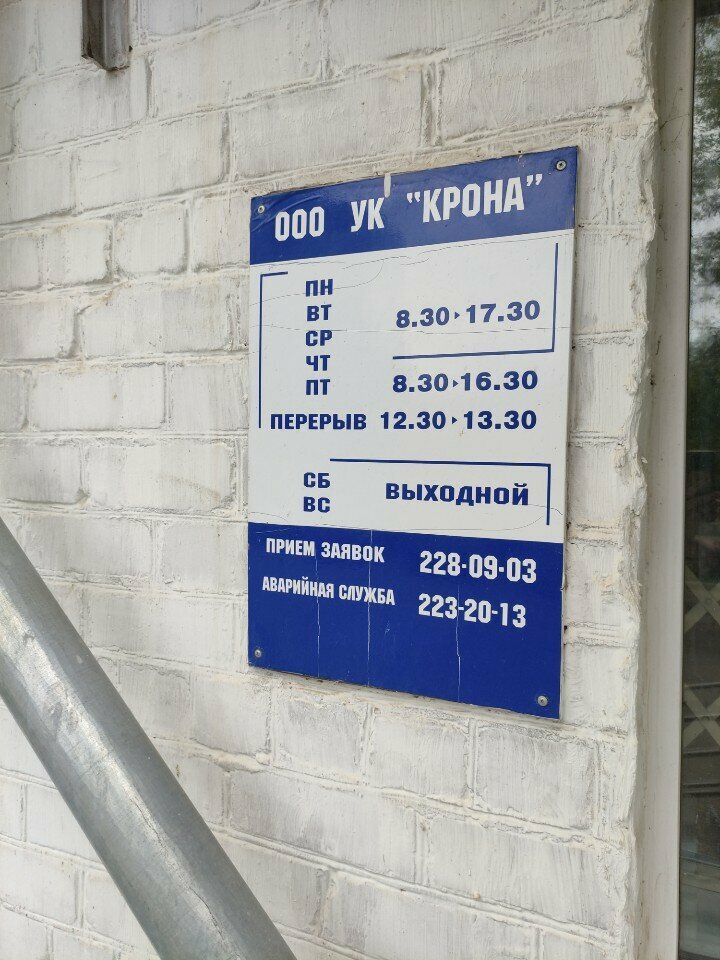 ООО УК "КРОНА"
ПН
ВТ 8.30-17.30
СР
ЧТ
ПТ 8.30-16.30
ПЕРЕРЫВ 12.30-13.30
СБ
ВС ВЫХОДНОЙ
ПРИЕМ ЗАЯВОК 228-09-03
АВАРИЙНАЯ СЛУЖБА 223-20-13